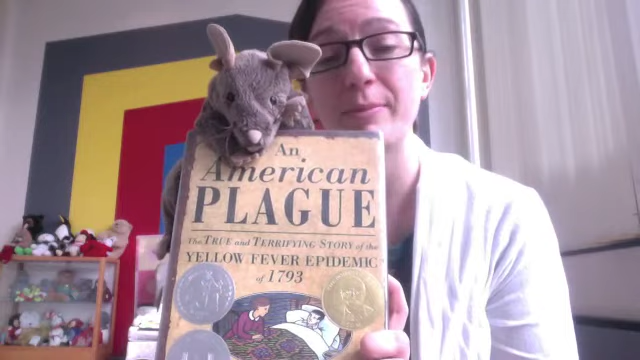 An
American
PLAGUE
The TRUE and TERRIFYING STORY of the
YELLOW FEVER EPIDEMIC
of 1793